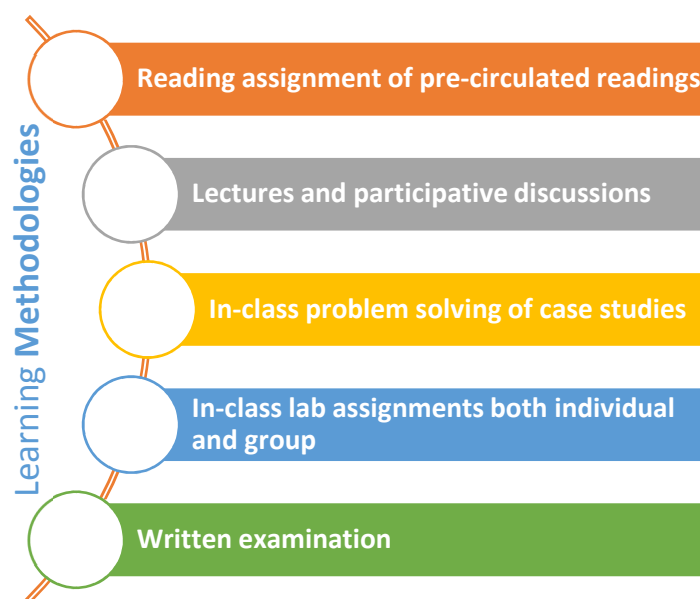 Learning Methodologies
Reading assignment of pre-circulated readings
Lectures and participative discussions
In-class problem solving of case studies
In-class lab assignments both individual
and group
Written examination